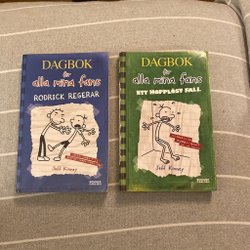 DAGBOK
för
alla mina fans
RODRICK REGERAR
Jeff Kinney
DAGBOK
för
alla mina fans
ETT HOPPLÖST FALL
Jeff Kinney